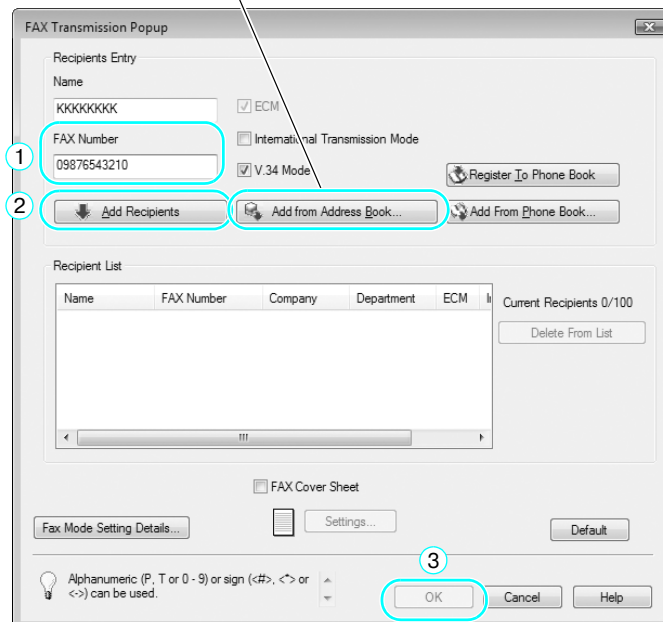 FAX Transmission Popup
Recipients Entry
Name
KKKKKKKK
ECM
FAX Number
International Transmission Mode
1
09876543210
V.34 Mode
Register To Phone Book
2
Add Recipients
Add from Address Book...
Add From Phone Book...
Recipient List
Name FAX Number Company Department ECM
Current Recipients 0/100
Delete From List
FAX Cover Sheet
Fax Mode Setting Details...
Settings...
Default
3
Alphanumeric (P, T or 0 - 9) or sign (<#>, <*> or
<-> ) can be used.
OK Cancel Help